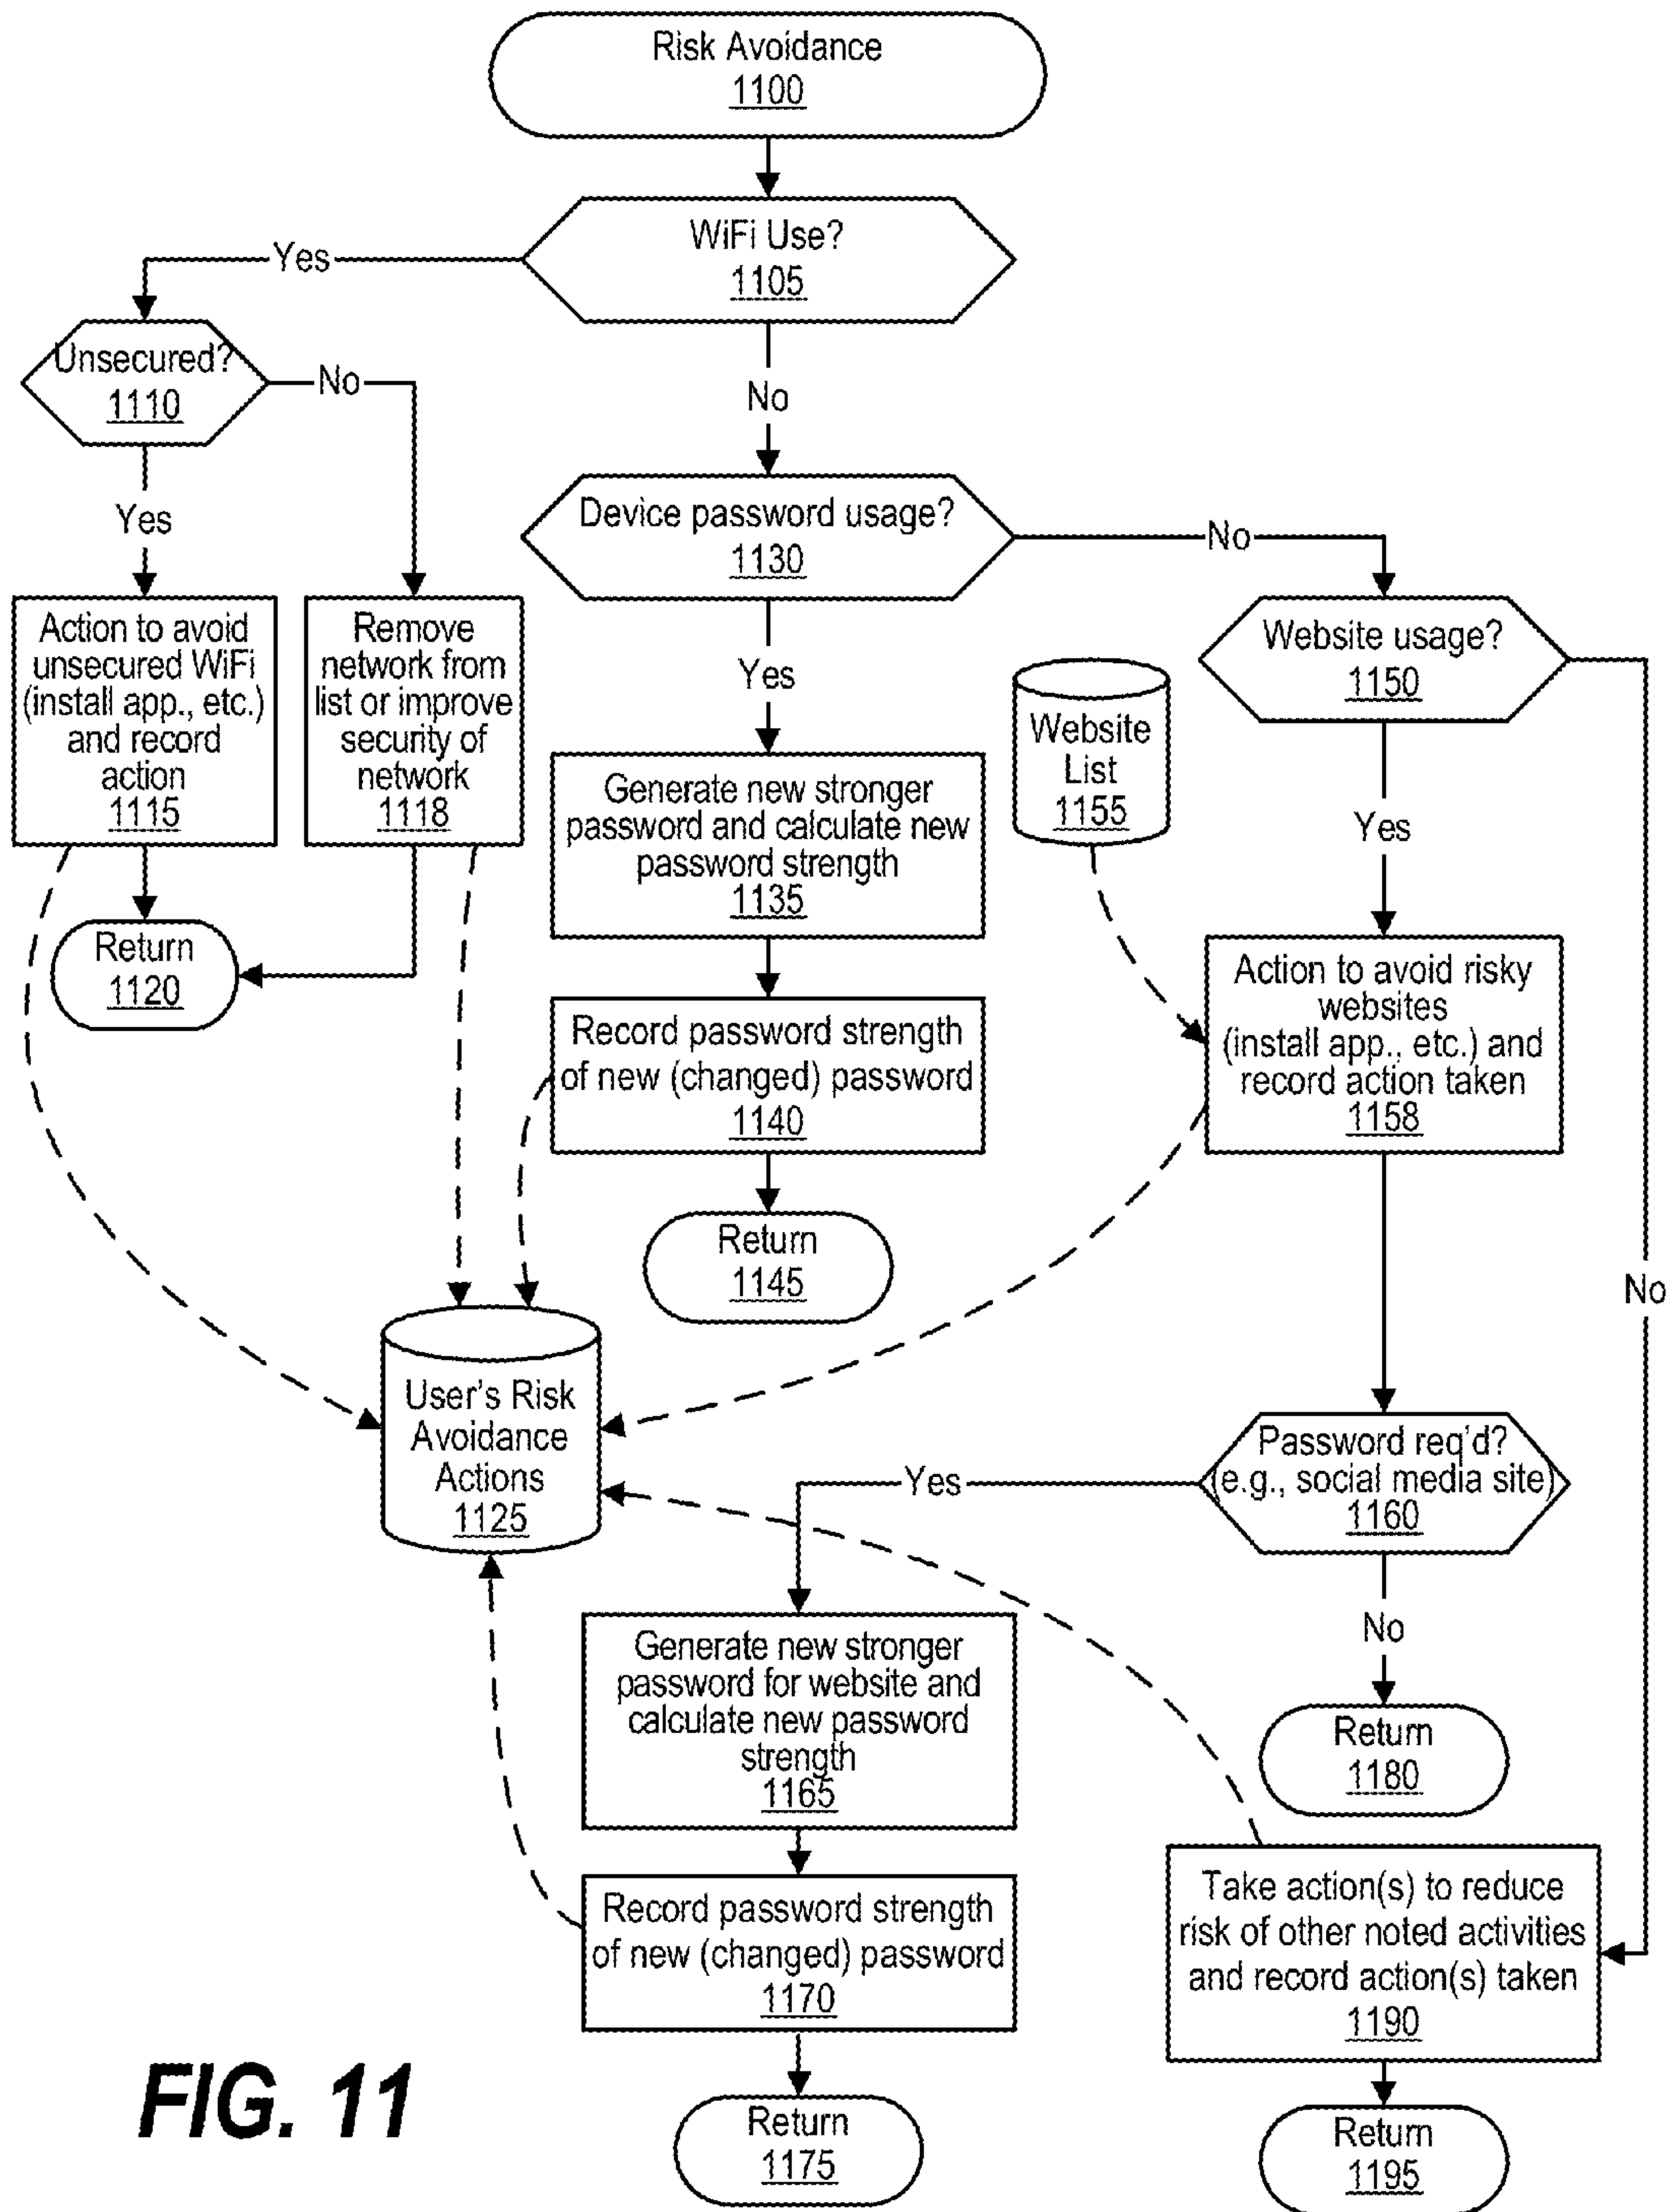 Risk Avoidance
1100
WiFi Use?
1105
Yes
No
Unsecured?
1110
No
Yes
Device password usage?
1130
No
Yes
Action to avoid
unsecured WiFi
(install app., etc.)
and record
action
1115
Remove
network from
list or improve
security of
network
1118
Website usage?
1150
Yes
No
Website
List
1155
Generate new stronger
password and calculate new
password strength
1135
Return
1120
Action to avoid risky
websites
(install app., etc.) and
record action taken
1158
Record password strength
of new (changed) password
1140
Return
1145
User's Risk
Avoidance
Actions
1125
Password req'd?
(e.g., social media site)
1160
Yes
No
Generate new stronger
password for website and
calculate new password
strength
1165
Return
1180
Record password strength
of new (changed) password
1170
Take action(s) to reduce
risk of other noted activities
and record action(s) taken
1190
Return
1175
Return
1195
FIG. 11